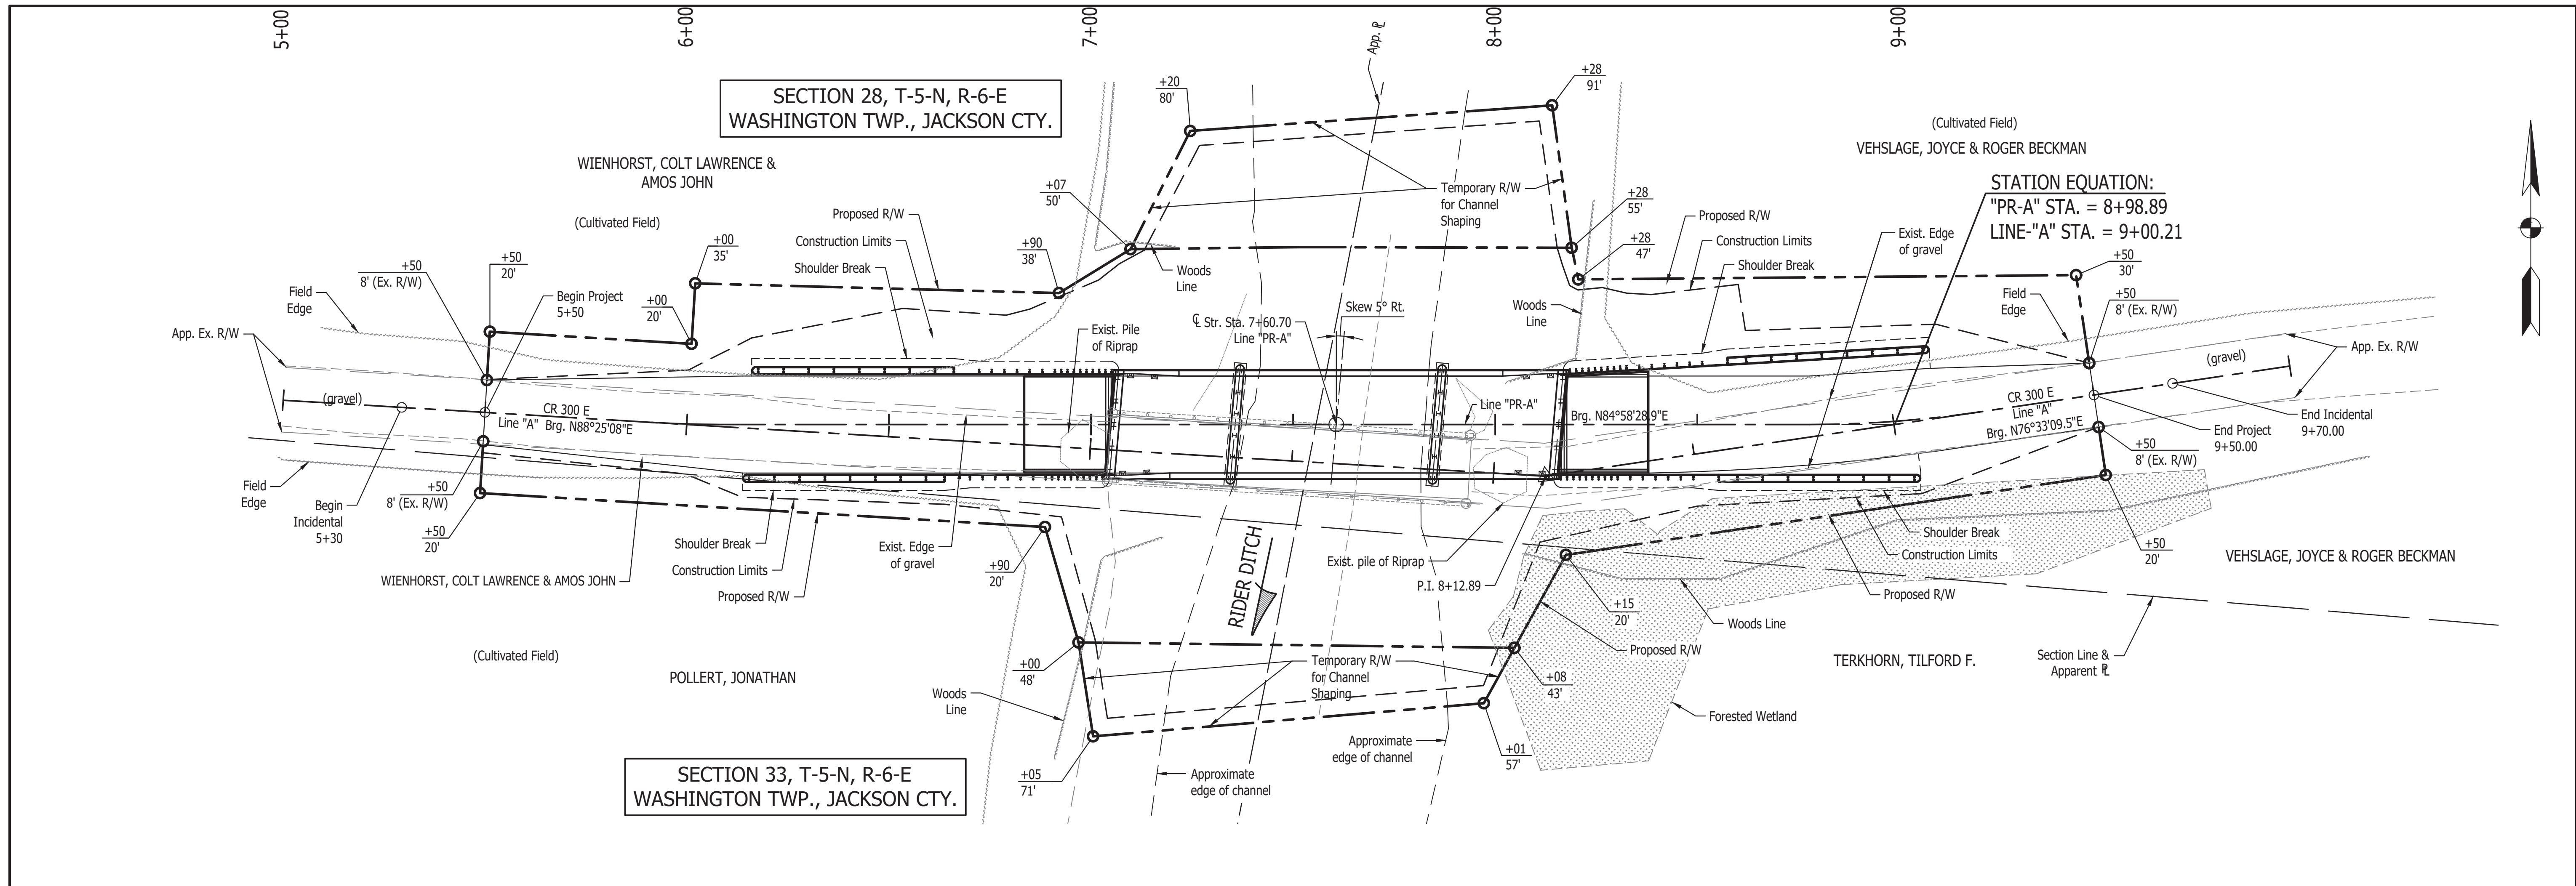 5+00
6+00
7+00
8+00
9+00
App. ℙ
SECTION 28, T-5-N, R-6-E
WASHINGTON TWP., JACKSON CTY.
+20
80'
+28
91'
(Cultivated Field)
VEHSLAGE, JOYCE & ROGER BECKMAN
WIENHORST, COLT LAWRENCE &
AMOS JOHN
STATION EQUATION:
"PR-A" STA. = 8+98.89
LINE-"A" STA. = 9+00.21
+07
50'
Temporary R/W
for Channel
Shaping
+28
55'
(Cultivated Field)
Proposed R/W
Construction Limits
Shoulder Break
+00
35'
+90
38'
+28
47'
Proposed R/W
Construction Limits
Shoulder Break
Exist. Edge
of gravel
+50
8' (Ex. R/W)
+50
20'
+00
20'
Woods
Line
+50
30'
Field
Edge
Begin Project
5+50
Woods
Line
Field
Edge
+50
8' (Ex. R/W)
App. Ex. R/W
Exist. Pile
of Riprap
℄ Str. Sta. 7+60.70
Line "PR-A"
Skew 5° Rt.
App. Ex. R/W
(gravel)
(gravel)
CR 300 E
Line "A" Brg. N88°25'08"E
Line "PR-A"
Brg. N84°58'28.9"E
CR 300 E
Line "A"
Brg. N76°33'09.5"E
End Incidental
9+70.00
End Project
9+50.00
Field
Edge
Begin
Incidental
5+30
+50
8' (Ex. R/W)
+50
20'
+50
8' (Ex. R/W)
Shoulder Break
Construction Limits
Proposed R/W
Exist. Edge
of gravel
+90
20'
RIDER DITCH
Exist. pile of Riprap
P.I. 8+12.89
Shoulder Break
Construction Limits
Proposed R/W
+50
20'
VEHSLAGE, JOYCE & ROGER BECKMAN
WIENHORST, COLT LAWRENCE & AMOS JOHN
+15
20'
Woods Line
(Cultivated Field)
POLLERT, JONATHAN
+00
48'
Temporary R/W
for Channel
Shaping
Proposed R/W
TERKHORN, TILFORD F.
Section Line &
Apparent ℙ
+08
43'
Woods
Line
Forested Wetland
Approximate
edge of channel
+01
57'
SECTION 33, T-5-N, R-6-E
WASHINGTON TWP., JACKSON CTY.
+05
71'
Approximate
edge of channel